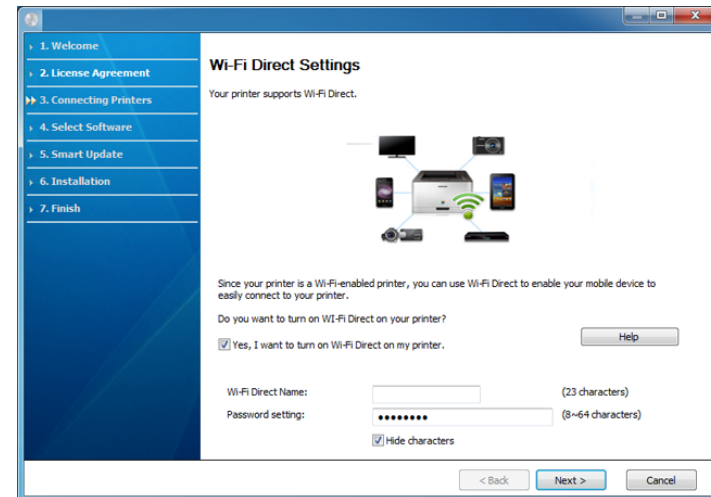 1. Welcome
2. License Agreement
3. Connecting Printers
4. Select Software
5. Smart Update
6. Installation
7. Finish
Wi-Fi Direct Settings
Your printer supports Wi-Fi Direct.
Since your printer is a Wi-Fi-enabled printer, you can use Wi-Fi Direct to enable your mobile device to
easily connect to your printer.
Do you want to turn on WI-Fi Direct on your printer?
Yes, I want to turn on Wi-Fi Direct on my printer.
Help
Wi-Fi Direct Name: (23 characters)
Password setting: •••••••• (8~64 characters)
Hide characters
< Back Next > Cancel